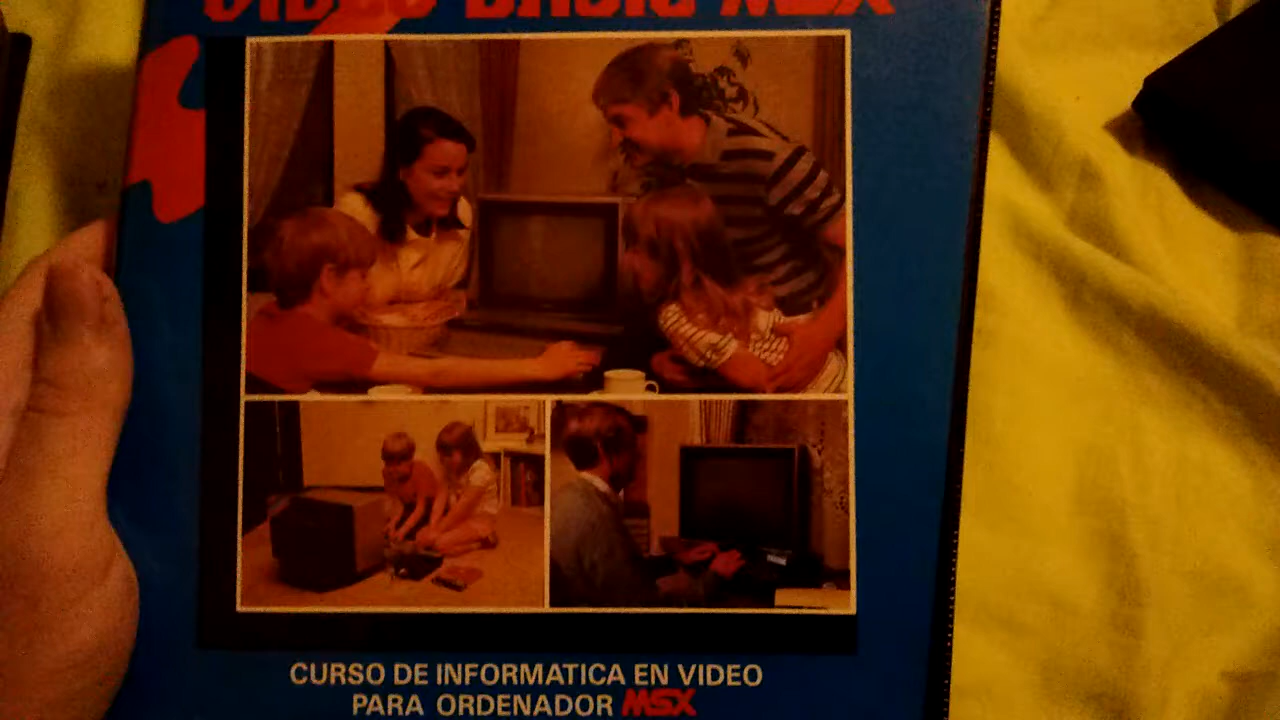 VIDEO BASIC MSX
CURSO DE INFORMATICA EN VIDEO
PARA ORDENADOR MSX